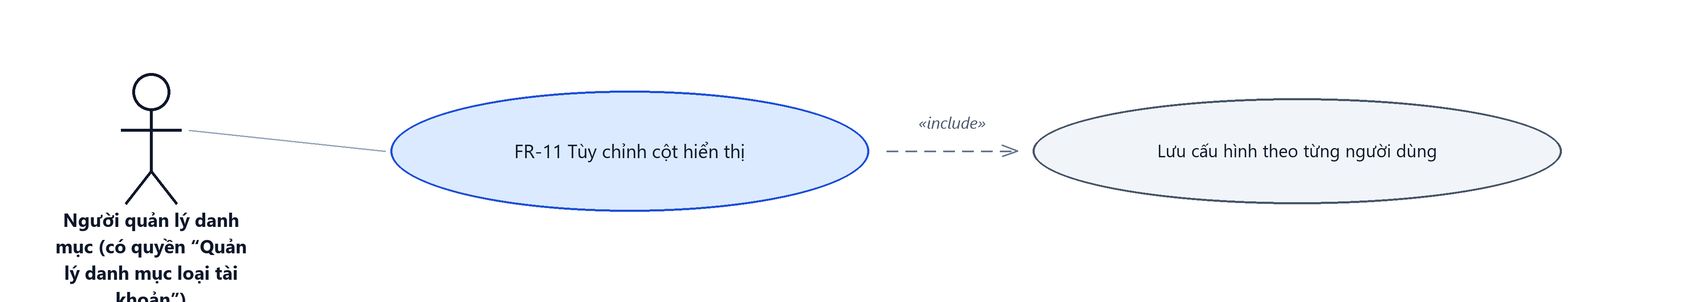 «include»
FR-11 Tùy chỉnh cột hiển thị
Lưu cấu hình theo từng người dùng
Người quản lý danh
mục (có quyền “Quản
lý danh mục loại tài
khoản”)